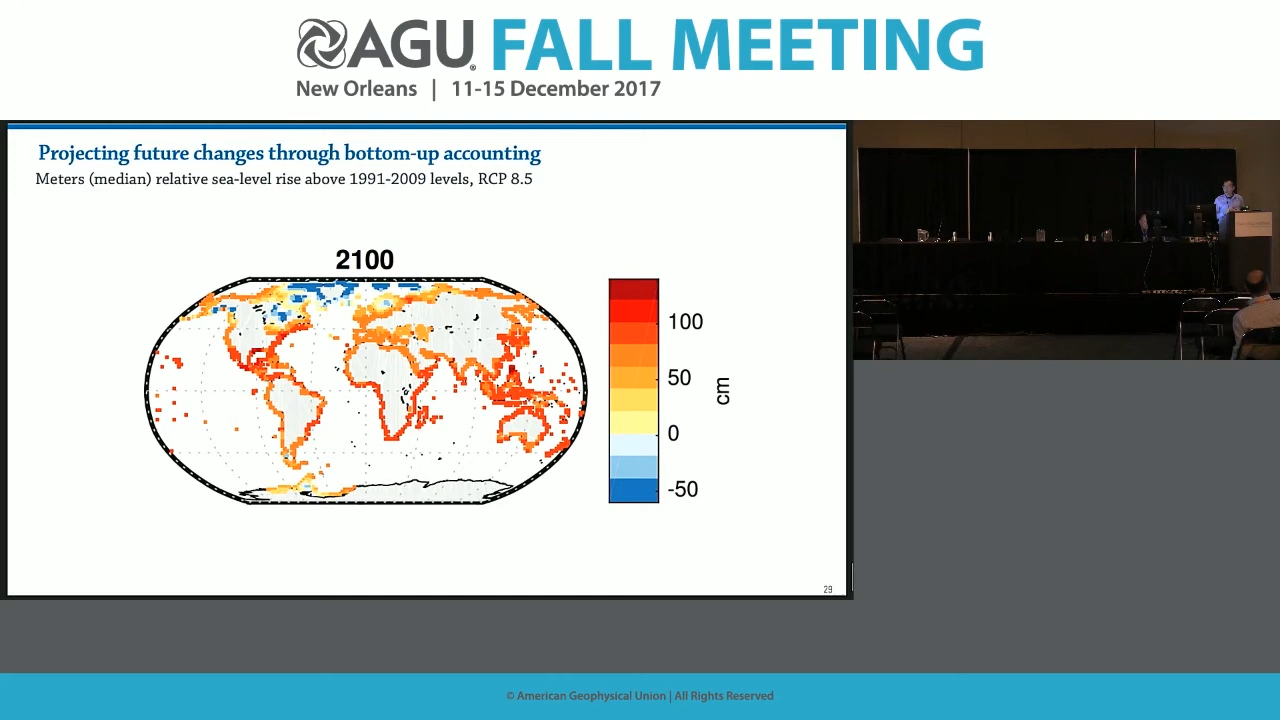 AGU FALL MEETING
New Orleans | 11-15 December 2017
Projecting future changes through bottom-up accounting
Meters (median) relative sea-level rise above 1991-2009 levels, RCP 8.5
2100
100
50
0
-50
cm
29
© American Geophysical Union | All Rights Reserved